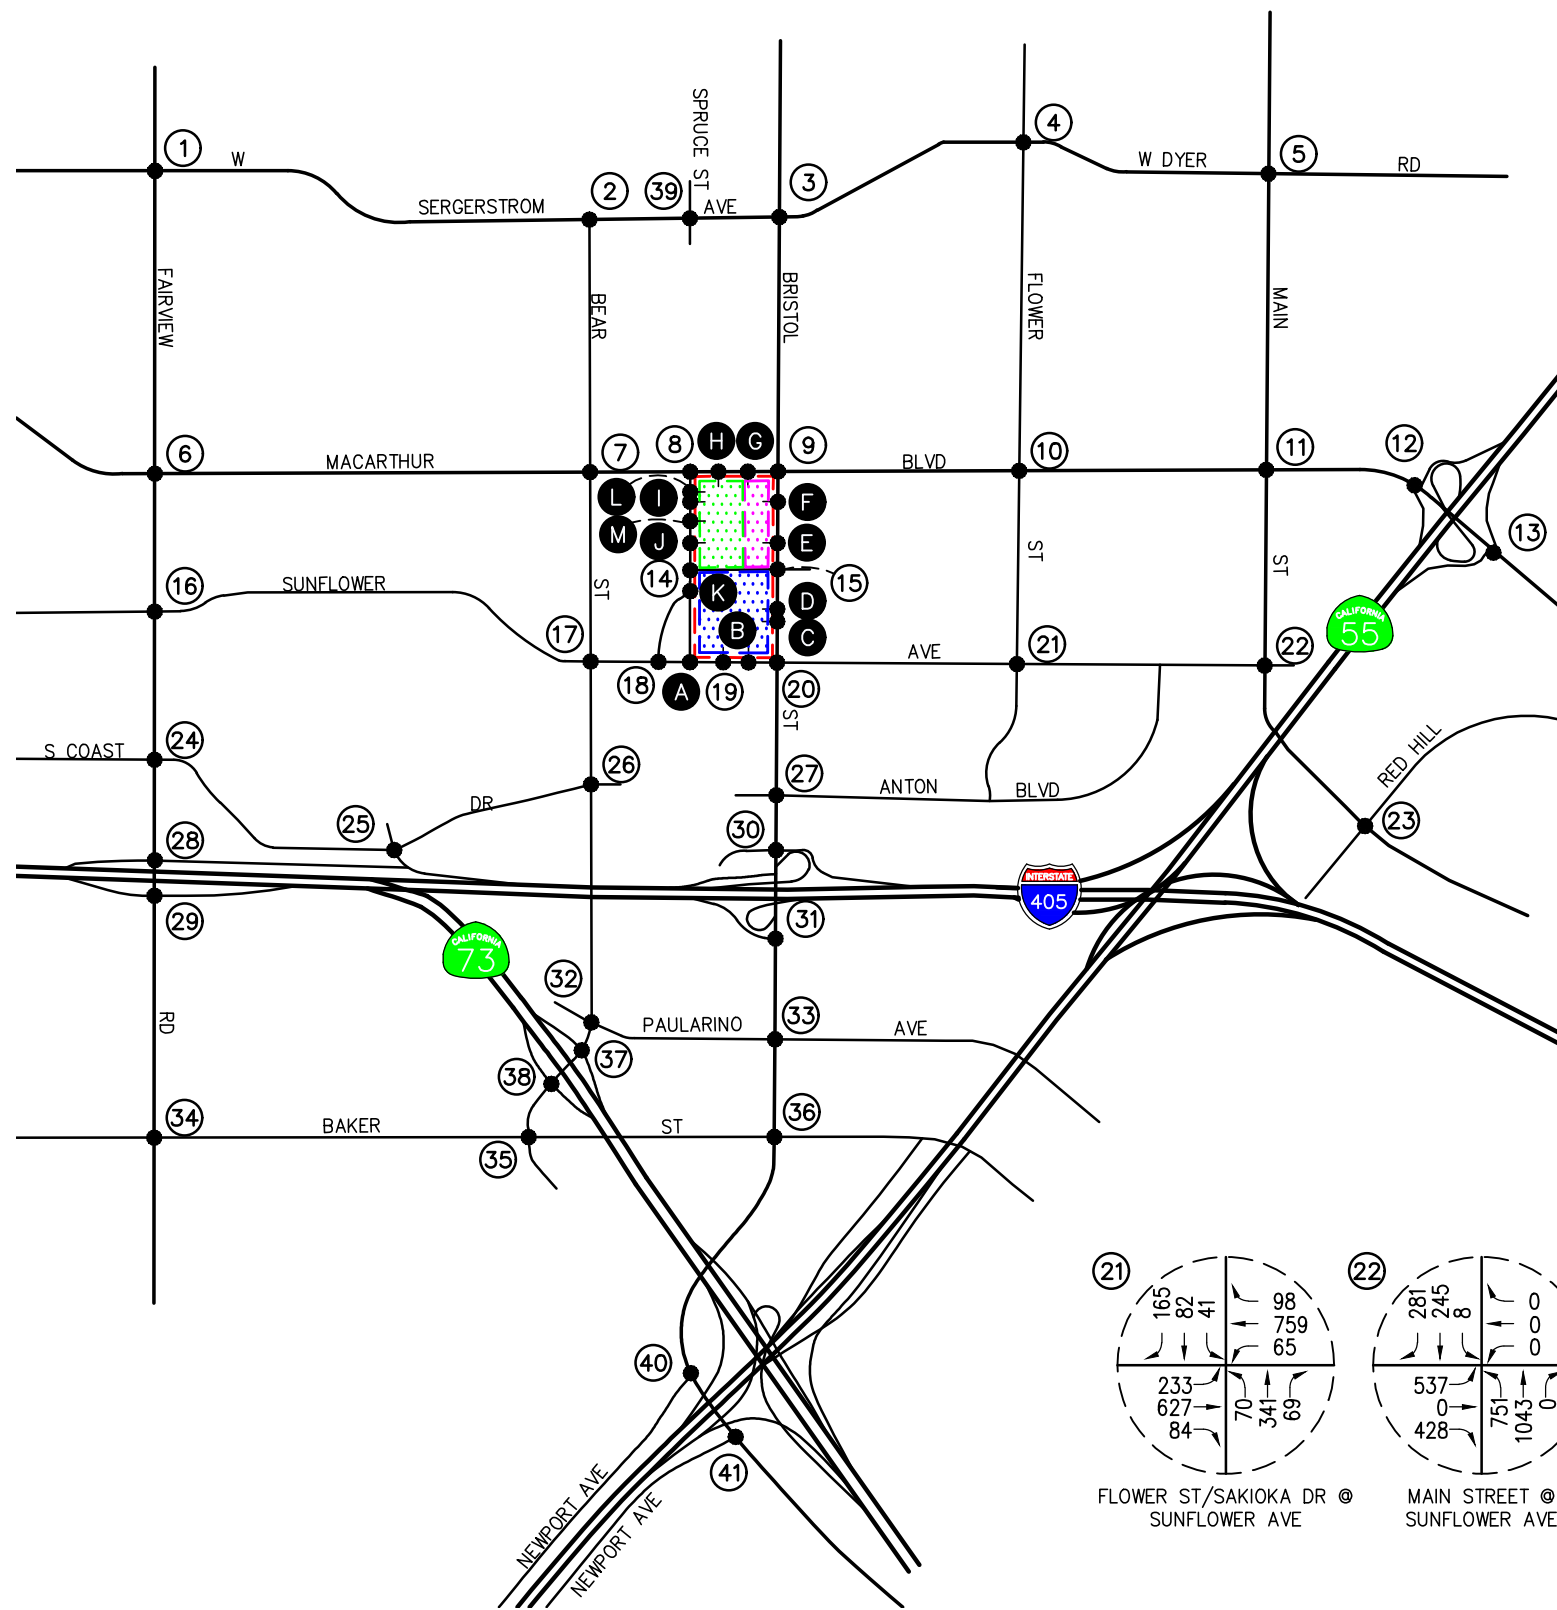 SPRUCE ST
1
W
SERGERSTROM
2
39
AVE
3
4
W DYER
5
RD
FAIRVIEW
BEAR
BRISTOL
FLOWER
MAIN
6
MACARTHUR
7
8
H
G
9
BLVD
10
11
12
L
I
F
M
J
E
13
ST
ST
16
SUNFLOWER
ST
14
K
15
D
B
C
CALIFORNIA
55
17
18
A
19
20
AVE
21
22
ST
S COAST
24
DR
25
26
27
ANTON
BLVD
RED HILL
23
28
30
INTERSTATE
405
29
31
CALIFORNIA
73
32
RD
PAULARINO
33
AVE
37
38
34
BAKER
ST
36
35
40
41
NEWPORT AVE
NEWPORT AVE
21
165
82
41
98
759
65
233
627
84
70
341
69
FLOWER ST/SAKIOKA DR @
SUNFLOWER AVE
22
281
245
8
0
0
0
537
0
428
751
1043
0
MAIN STREET @
SUNFLOWER AVE